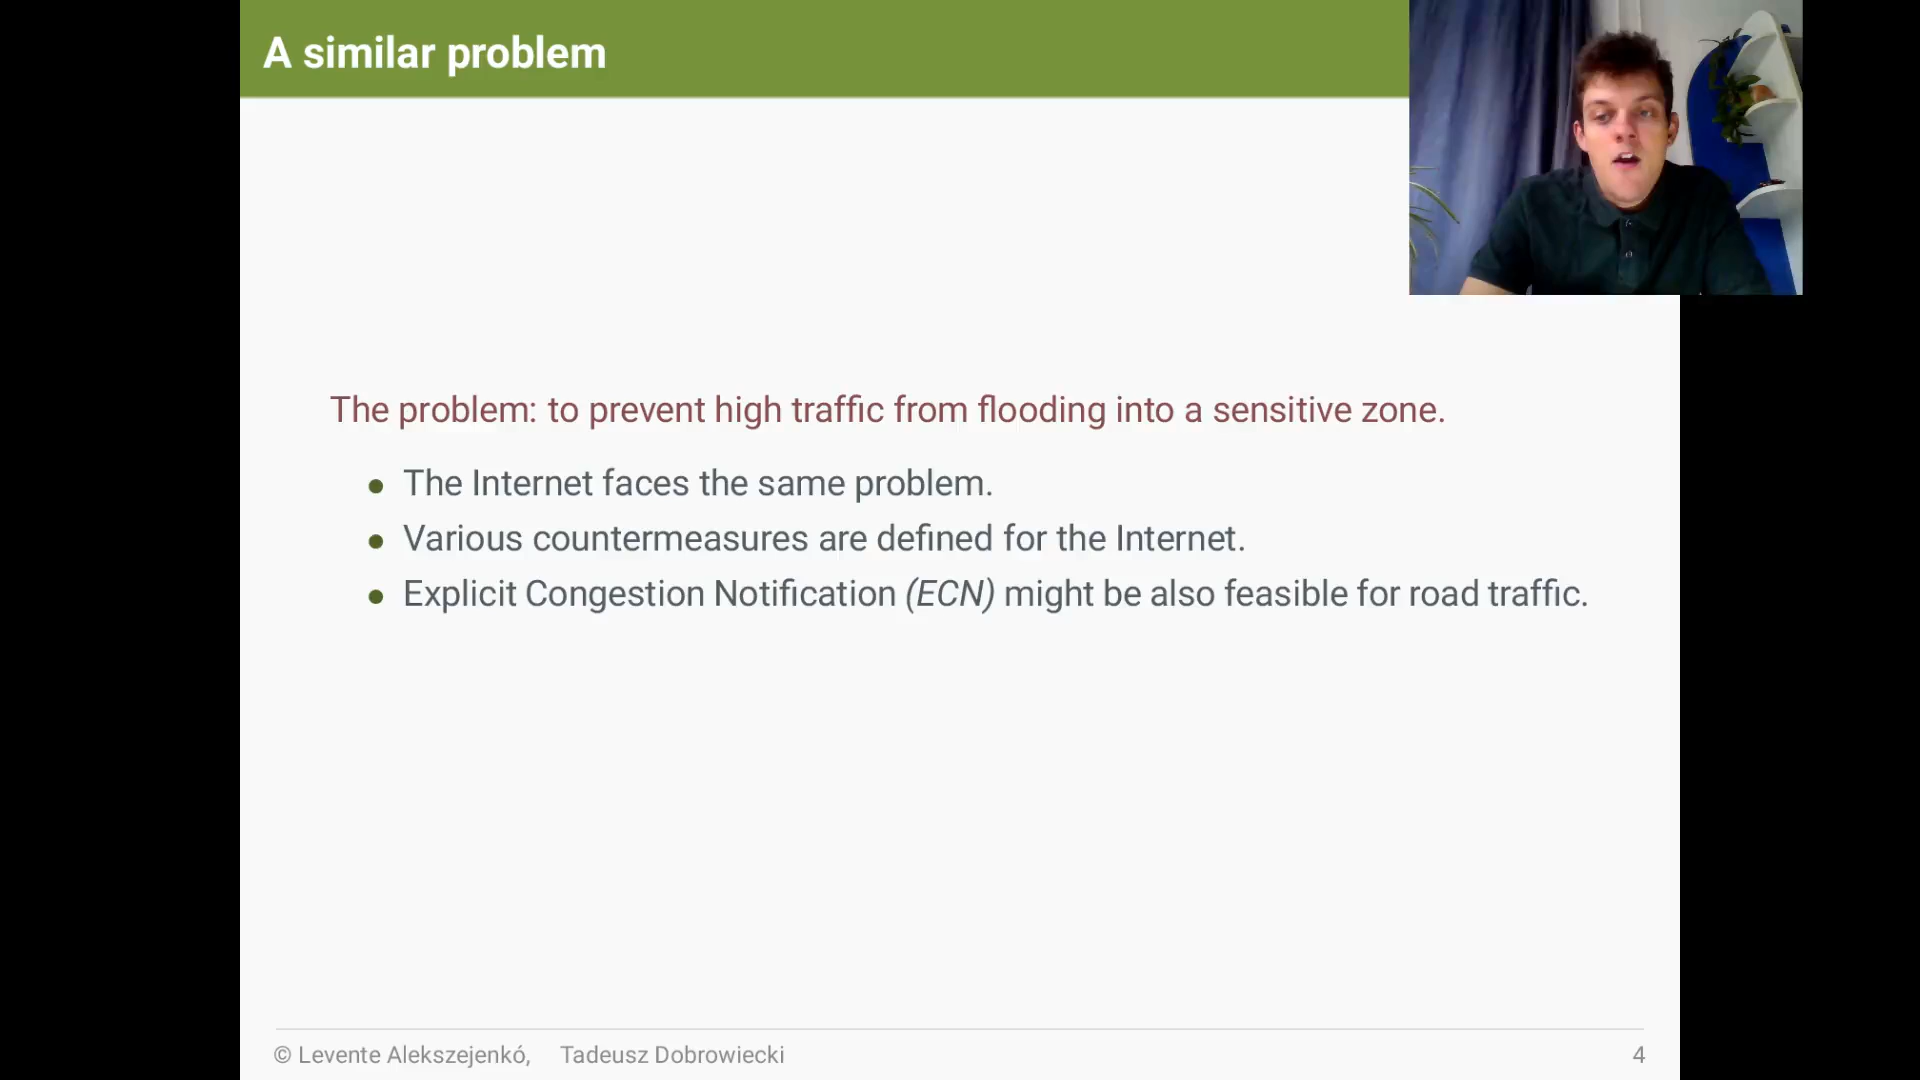 A similar problem
The problem: to prevent high traffic from flooding into a sensitive zone.
● The Internet faces the same problem.
● Various countermeasures are defined for the Internet.
● Explicit Congestion Notification (ECN) might be also feasible for road traffic.
© Levente Alekszejenkó, Tadeusz Dobrowiecki 4